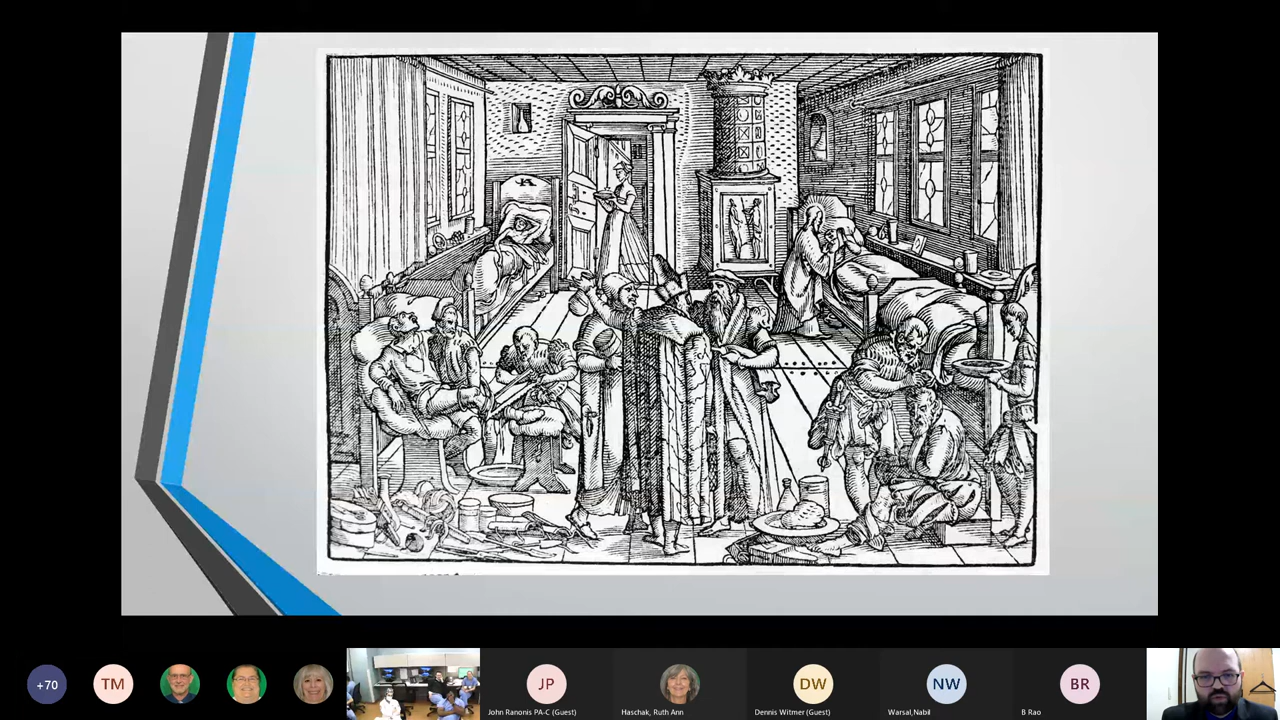 +70
TM
JP
John Ranonis PA-C (Guest)
Haschak, Ruth Ann
DW
Dennis Witmer (Guest)
NW
Warsal,Nabil
BR
B Rao